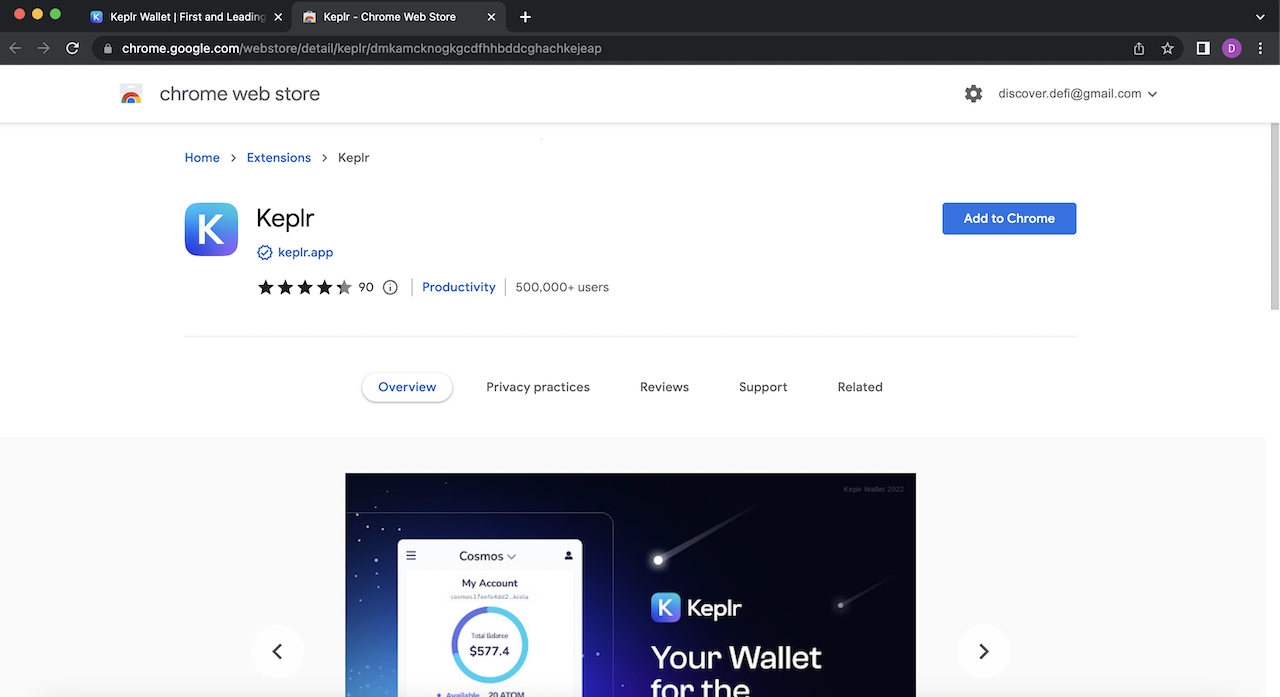 Keplr Wallet | First and Leading
Keplr - Chrome Web Store
chrome.google.com/webstore/detail/keplr/dmkamcknogkgcdfhhbddcghachkejeap
D
chrome web store
discover.defi@gmail.com
Home > Extensions > Keplr
K
Keplr
Add to Chrome
keplr.app
90
Productivity
500,000+ users
Overview
Privacy practices
Reviews
Support
Related
Keplr Wallet 2022
Cosmos
My Account
Total Balance
$577.4
Available 20 ATOM
K Keplr
Your Wallet
for the